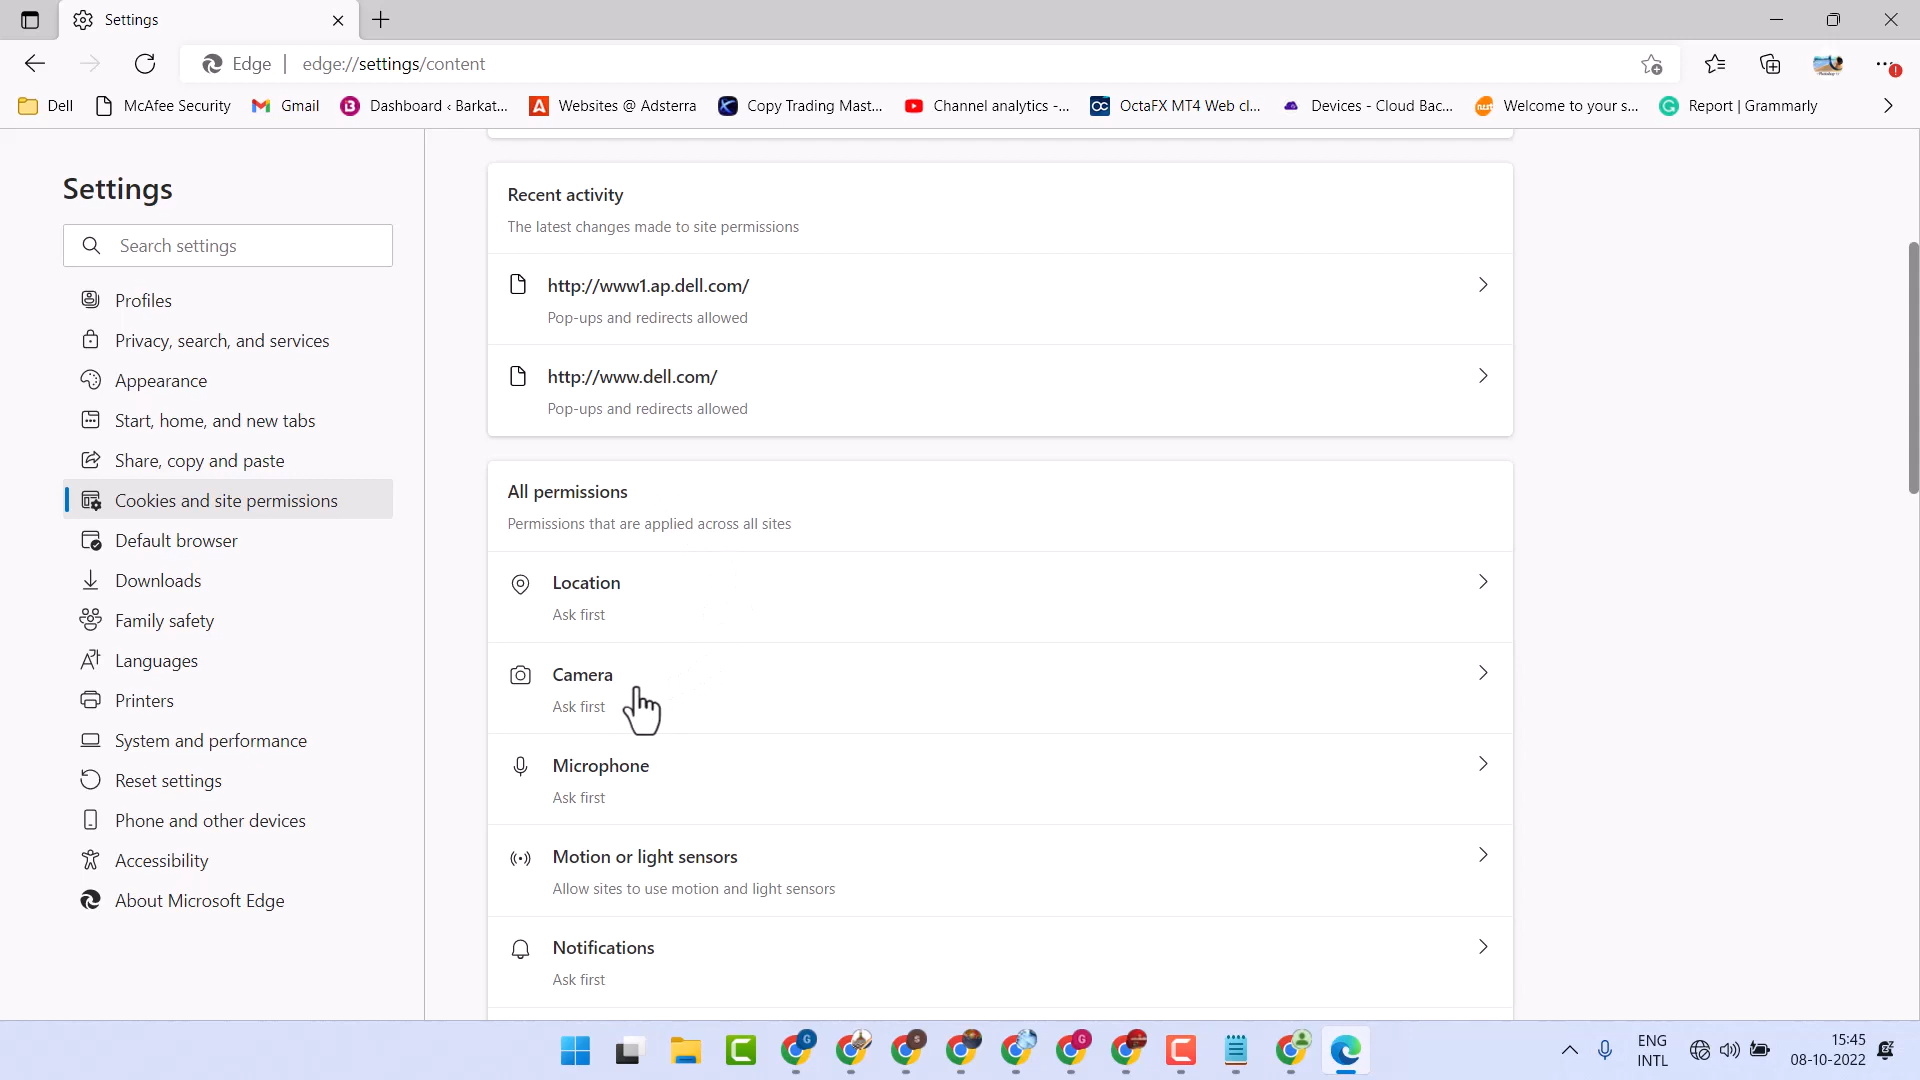 Settings
Edge | edge://settings/content
Dell
McAfee Security
Gmail
Dashboard ‹ Barkat...
Websites @ Adsterra
Copy Trading Mast...
Channel analytics -...
OctaFX MT4 Web cl...
Devices - Cloud Bac...
Welcome to your s...
Report | Grammarly
Settings
Search settings
Profiles
Privacy, search, and services
Appearance
Start, home, and new tabs
Share, copy and paste
Cookies and site permissions
Default browser
Downloads
Family safety
Languages
Printers
System and performance
Reset settings
Phone and other devices
Accessibility
About Microsoft Edge
Recent activity
The latest changes made to site permissions
http://www1.ap.dell.com/
Pop-ups and redirects allowed
http://www.dell.com/
Pop-ups and redirects allowed
All permissions
Permissions that are applied across all sites
Location
Ask first
Camera
Ask first
Microphone
Ask first
Motion or light sensors
Allow sites to use motion and light sensors
Notifications
Ask first
ENG
INTL
15:45
08-10-2022